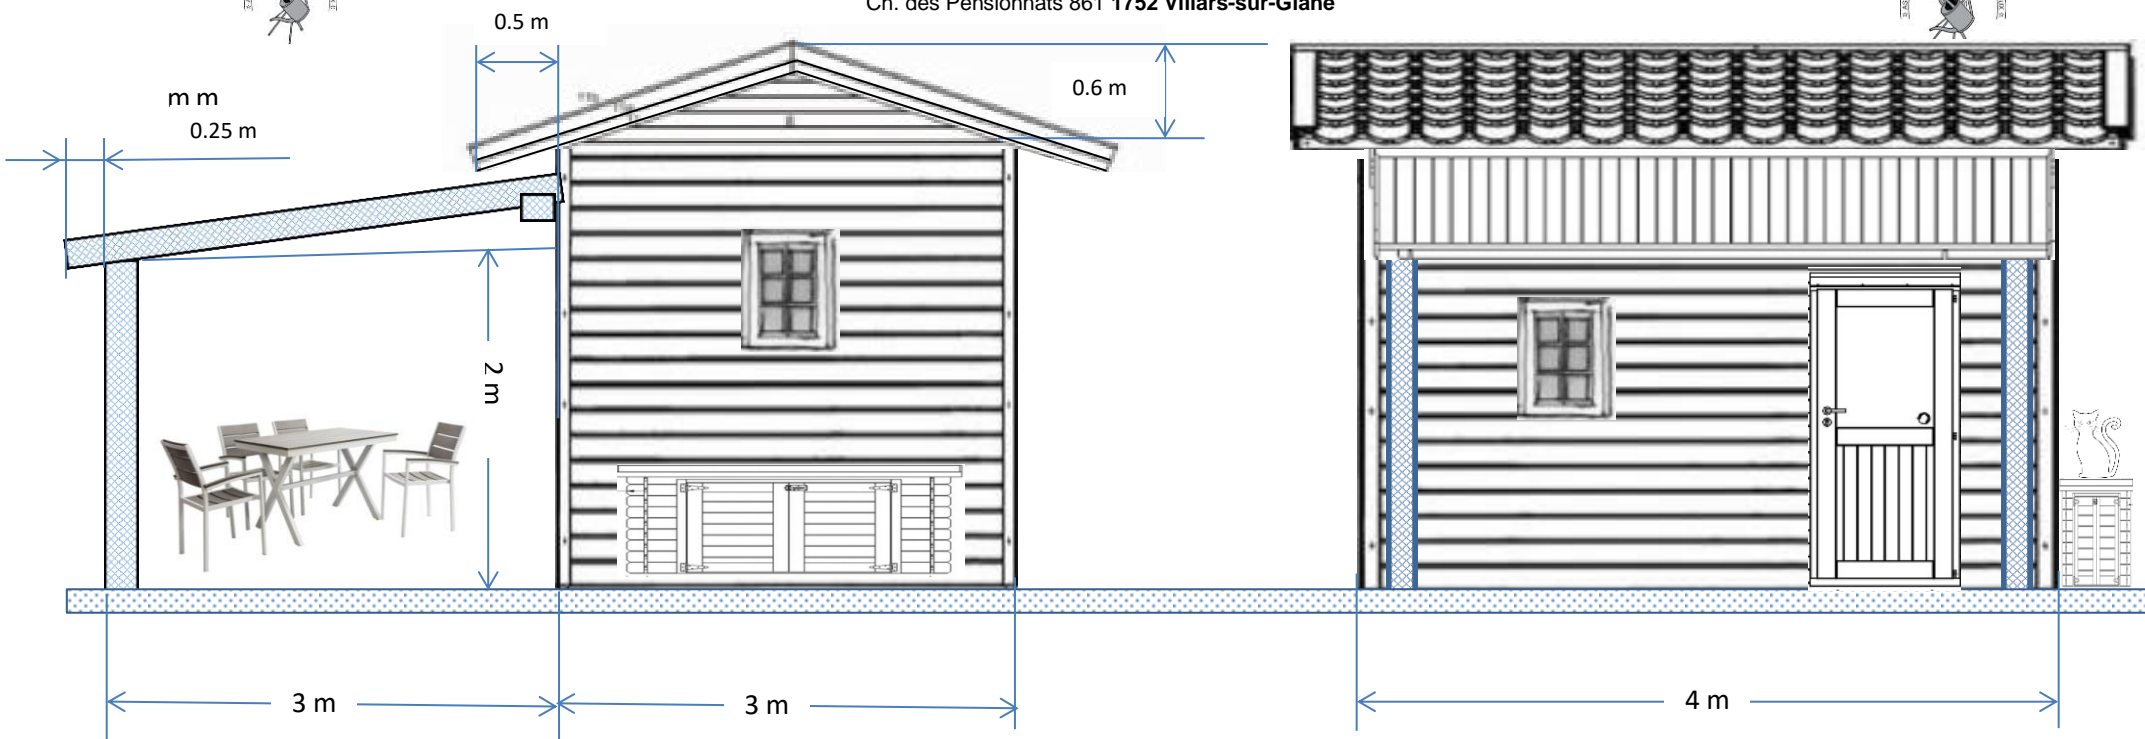 Ch. des Pensionnats 861 1752 Villars-sur-Glâne
0.5 m
0.6 m
m m
0.25 m
2 m
3 m
3 m
4 m